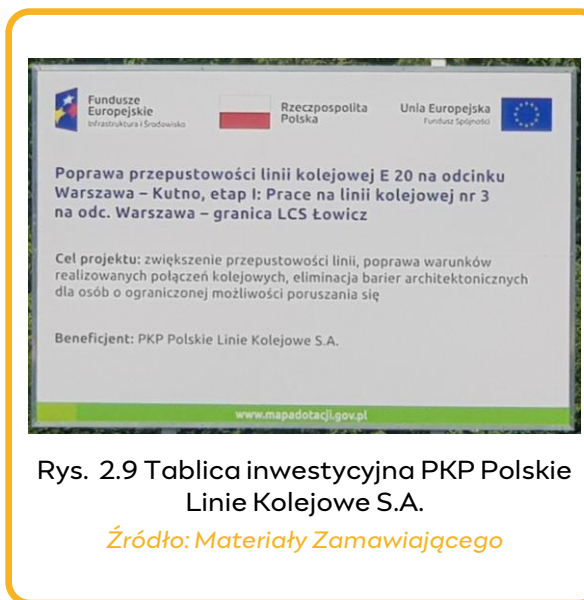 Fundusze
Europejskie
Infrastruktura i Środowisko
Rzeczpospolita
Polska
Unia Europejska
Fundusz Spójności
Poprawa przepustowości linii kolejowej E 20 na odcinku
Warszawa – Kutno, etap I: Prace na linii kolejowej nr 3
na odc. Warszawa – granica LCS Łowicz
Cel projektu: zwiększenie przepustowości linii, poprawa warunków
realizowanych połączeń kolejowych, eliminacja barier architektonicznych
dla osób o ograniczonej możliwości poruszania się
Beneficjent: PKP Polskie Linie Kolejowe S.A.
www.mapadotacji.gov.pl
Rys. 2.9 Tablica inwestycyjna PKP Polskie
Linie Kolejowe S.A.
Źródło: Materiały Zamawiającego